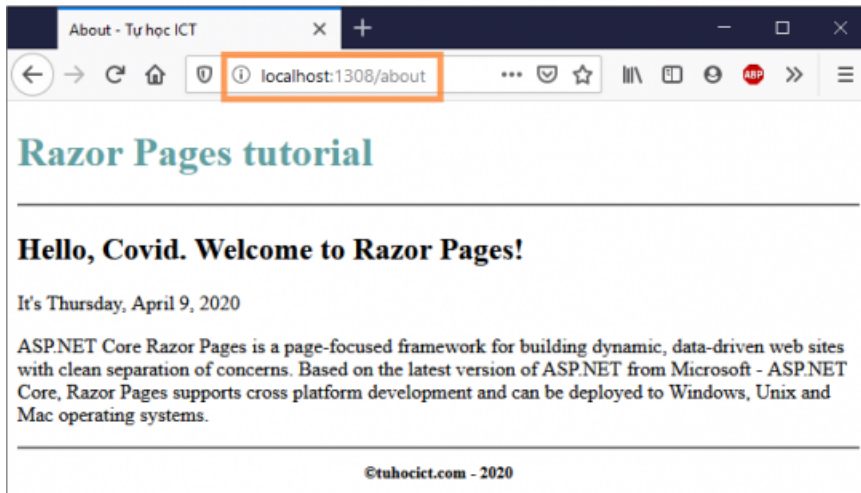 About - Tự học ICT
localhost:1308/about
ABP
Razor Pages tutorial
Hello, Covid. Welcome to Razor Pages!
It's Thursday, April 9, 2020
ASP.NET Core Razor Pages is a page-focused framework for building dynamic, data-driven web sites
with clean separation of concerns. Based on the latest version of ASP.NET from Microsoft - ASP.NET
Core, Razor Pages supports cross platform development and can be deployed to Windows, Unix and
Mac operating systems.
©tuhocict.com - 2020